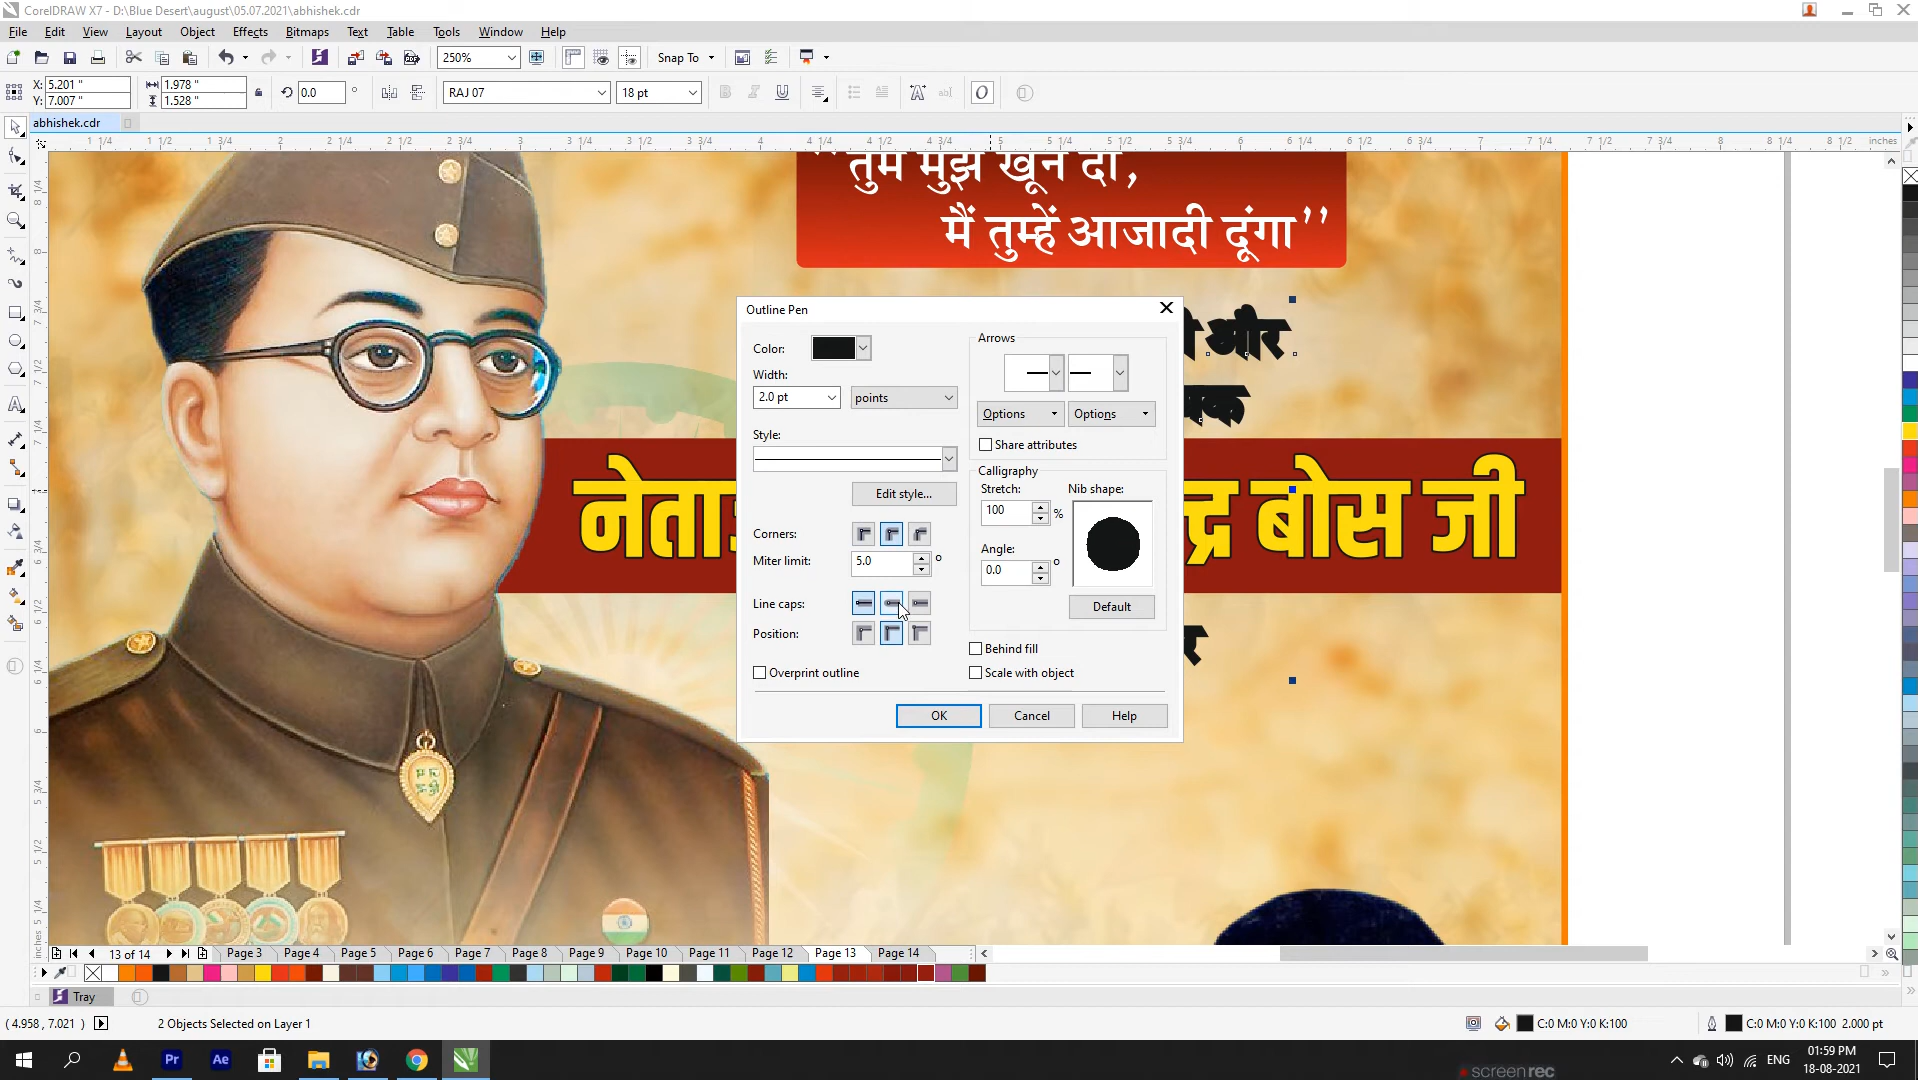 CorelDRAW X7 - D:\Blue Desert\august\05.07.2021\abhishek.cdr
File Edit View Layout Object Effects Bitmaps Text Table Tools Window Help
250% Snap To
X: 5.201 " 1.978 " 0.0 ° RAJ 07 18 pt
Y: 7.007 " 1.528 "
abhishek.cdr
inches
“तुम मुझे खून दो,
मैं तुम्हें आजादी दूंगा’’
और
बोस जी
Outline Pen
Color:
Width:
2.0 pt points
Style:
Edit style...
Corners:
Miter limit: 5.0 °
Line caps:
Position:
Overprint outline
Arrows
Options Options
Share attributes
Calligraphy
Stretch: Nib shape:
100 %
Angle:
0.0 °
Default
Behind fill
Scale with object
OK Cancel Help
13 of 14 Page 3 Page 4 Page 5 Page 6 Page 7 Page 8 Page 9 Page 10 Page 11 Page 12 Page 13 Page 14
Tray
( 4.958 , 7.021 ) 2 Objects Selected on Layer 1 C:0 M:0 Y:0 K:100 C:0 M:0 Y:0 K:100 2.000 pt
Pr Ae ENG 01:59 PM
18-08-2021
screenrec